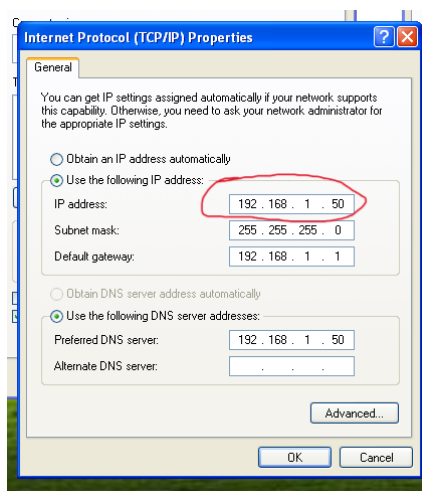 Internet Protocol (TCP/IP) Properties
General
You can get IP settings assigned automatically if your network supports
this capability. Otherwise, you need to ask your network administrator for
the appropriate IP settings.
Obtain an IP address automatically
Use the following IP address:
IP address: 192 . 168 . 1 . 50
Subnet mask: 255 . 255 . 255 . 0
Default gateway: 192 . 168 . 1 . 1
Obtain DNS server address automatically
Use the following DNS server addresses:
Preferred DNS server: 192 . 168 . 1 . 50
Alternate DNS server: . . .
Advanced...
OK Cancel